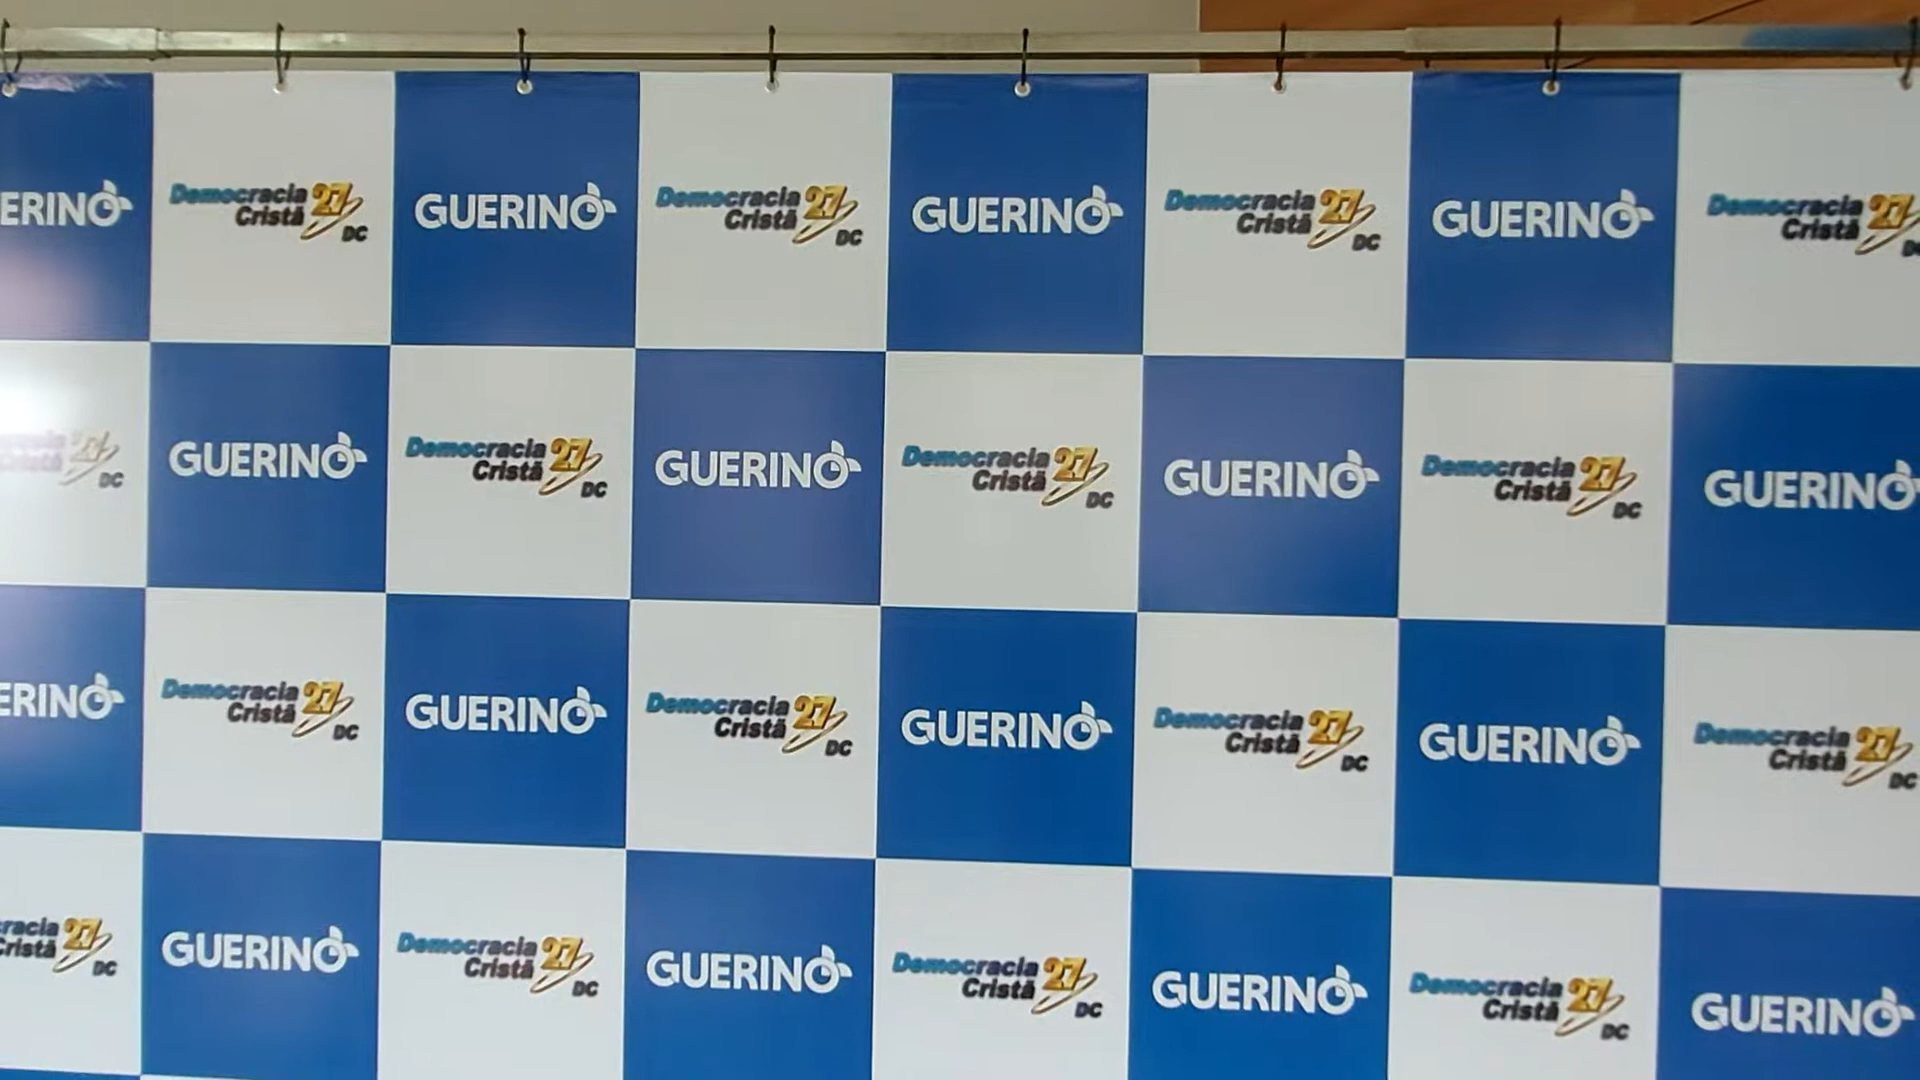 ERINO
Democracia 27
Cristã
DC
GUERINO
Democracia 27
Cristã
DC
GUERINO
Democracia 27
Cristã
DC
GUERINO
Democracia 27
Cristã
DC
GUERINO
Democracia 27
Cristã
DC
GUERINO
Democracia 27
Cristã
DC
GUERINO
Democracia 27
Cristã
DC
GUERINO
ERINO
Democracia 27
Cristã
DC
GUERINO
Democracia 27
Cristã
DC
GUERINO
Democracia 27
Cristã
DC
GUERINO
Democracia 27
Cristã
DC
racia 27
Cristã
DC
GUERINO
Democracia 27
Cristã
DC
GUERINO
Democracia 27
Cristã
DC
GUERINO
Democracia 27
Cristã
DC
GUERINO